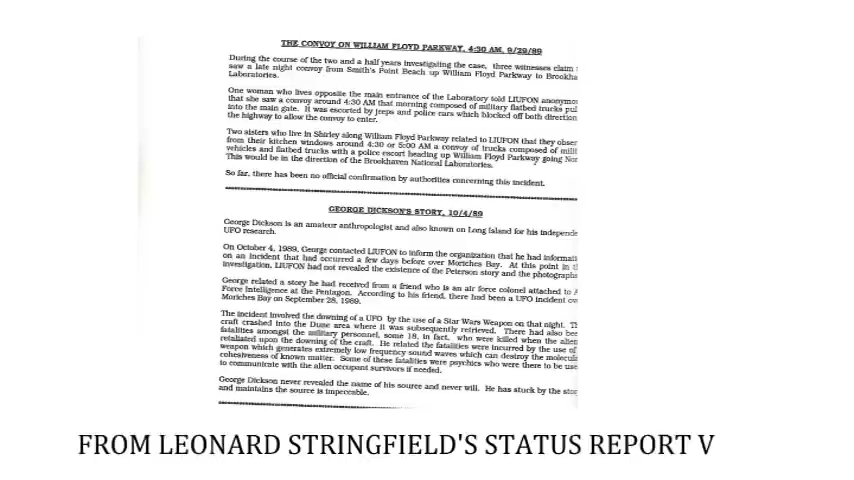 THE CONVOY ON WILLIAM FLOYD PARKWAY, 4:30 AM, 9/29/89
During the course of the two and a half years investigating the case, three witnesses claim
saw a late night convoy from Smith's Point Beach up William Floyd Parkway to Brookha
Laboratories.
One woman who lives opposite the main entrance of the Laboratory told LIUFON anonymou
that she saw a convoy around 4:30 AM that morning composed of military flatbed trucks pul
into the main gate. It was escorted by jeeps and police cars which blocked off both direction
the highway to allow the convoy to enter.
Two sisters who live in Shirley along William Floyd Parkway related to LIUFON that they obser
from their kitchen windows around 4:30 or 5:00 AM a convoy of trucks composed of milit
vehicles and flatbed trucks with a police escort heading up William Floyd Parkway going Nor
This would be in the direction of the Brookhaven National Laboratories.
So far, there has been no official confirmation by authorities concerning this incident.
GEORGE DICKSON'S STORY, 10/4/89
George Dickson is an amateur anthropologist and also known on Long Island for his independe
UFO research.
On October 4, 1989, George contacted LIUFON to inform the organization that he had informati
on an incident that had occurred a few days before over Moriches Bay. At this point in t
investigation, LIUFON had not revealed the existence of the Peterson story and the photographs
George related a story he had received from a friend who is an air force colonel attached to A
Force Intelligence at the Pentagon. According to his friend, there had been a UFO incident ov
Moriches Bay on September 28, 1989.
The incident involved the downing of a UFO by the use of a Star Wars Weapon on that night. Th
craft crashed into the Dune area where it was subsequently retrieved. There had also bee
fatalities amongst the military personnel, some 18, in fact, who were killed when the alien
retaliated upon the downing of the craft. He related the fatalities were incurred by the use of
weapon which generates extremely low frequency sound waves which can destroy the molecula
cohesiveness of known matter. Some of these fatalities were psychics who were there to be use
to communicate with the alien occupant survivors if needed.
George Dickson never revealed the name of his source and never will. He has stuck by the stor
and maintains the source is impeccable.
FROM LEONARD STRINGFIELD'S STATUS REPORT V